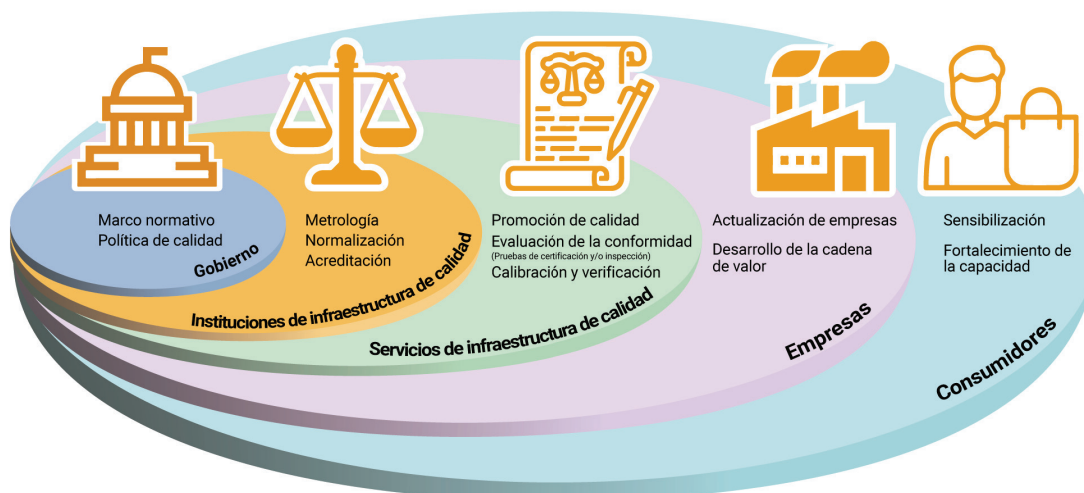 Marco normativo
Política de calidad
Gobierno
Metrología
Normalización
Acreditación
Instituciones de infraestructura de calidad
Promoción de calidad
Evaluación de la conformidad
(Pruebas de certificación y/o inspección)
Calibración y verificación
Servicios de infraestructura de calidad
Actualización de empresas
Desarrollo de la cadena
de valor
Empresas
Sensibilización
Fortalecimiento de
la capacidad
Consumidores